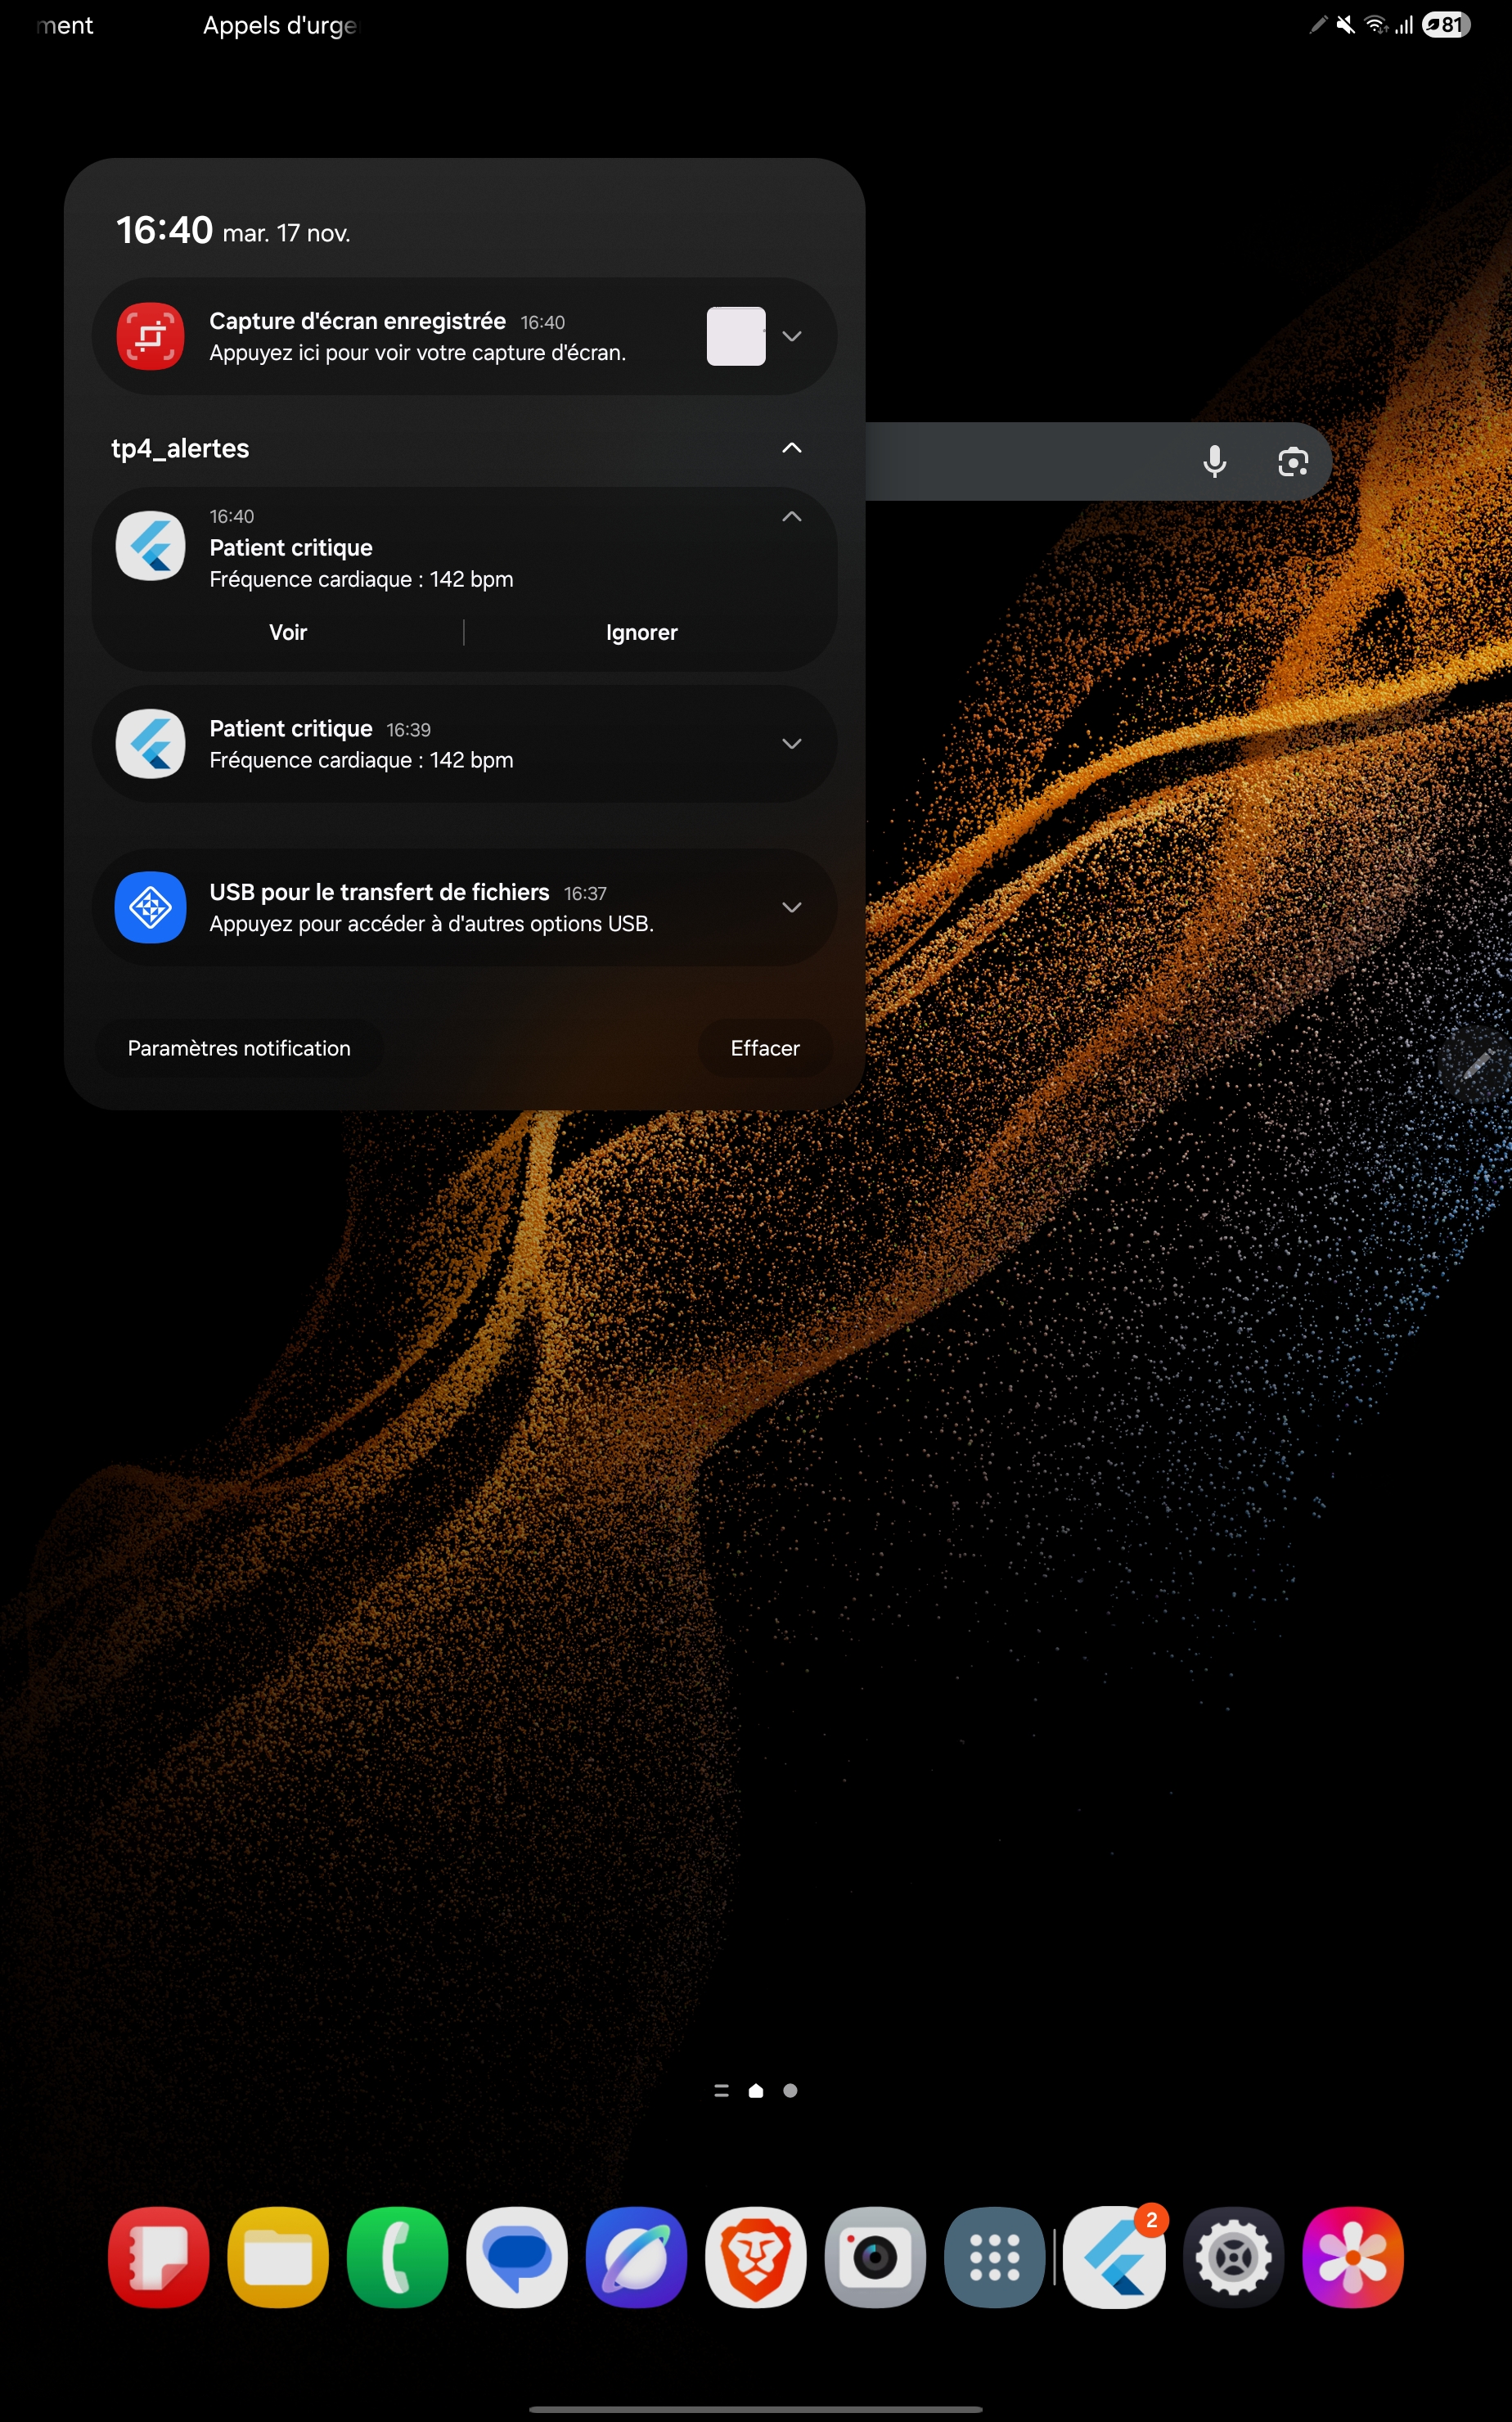 ment Appels d'urge
81
16:40 mar. 17 nov.
Capture d'écran enregistrée 16:40
Appuyez ici pour voir votre capture d'écran.
tp4_alertes
16:40
Patient critique
Fréquence cardiaque : 142 bpm
Voir Ignorer
Patient critique 16:39
Fréquence cardiaque : 142 bpm
USB pour le transfert de fichiers 16:37
Appuyez pour accéder à d'autres options USB.
Paramètres notification Effacer
2